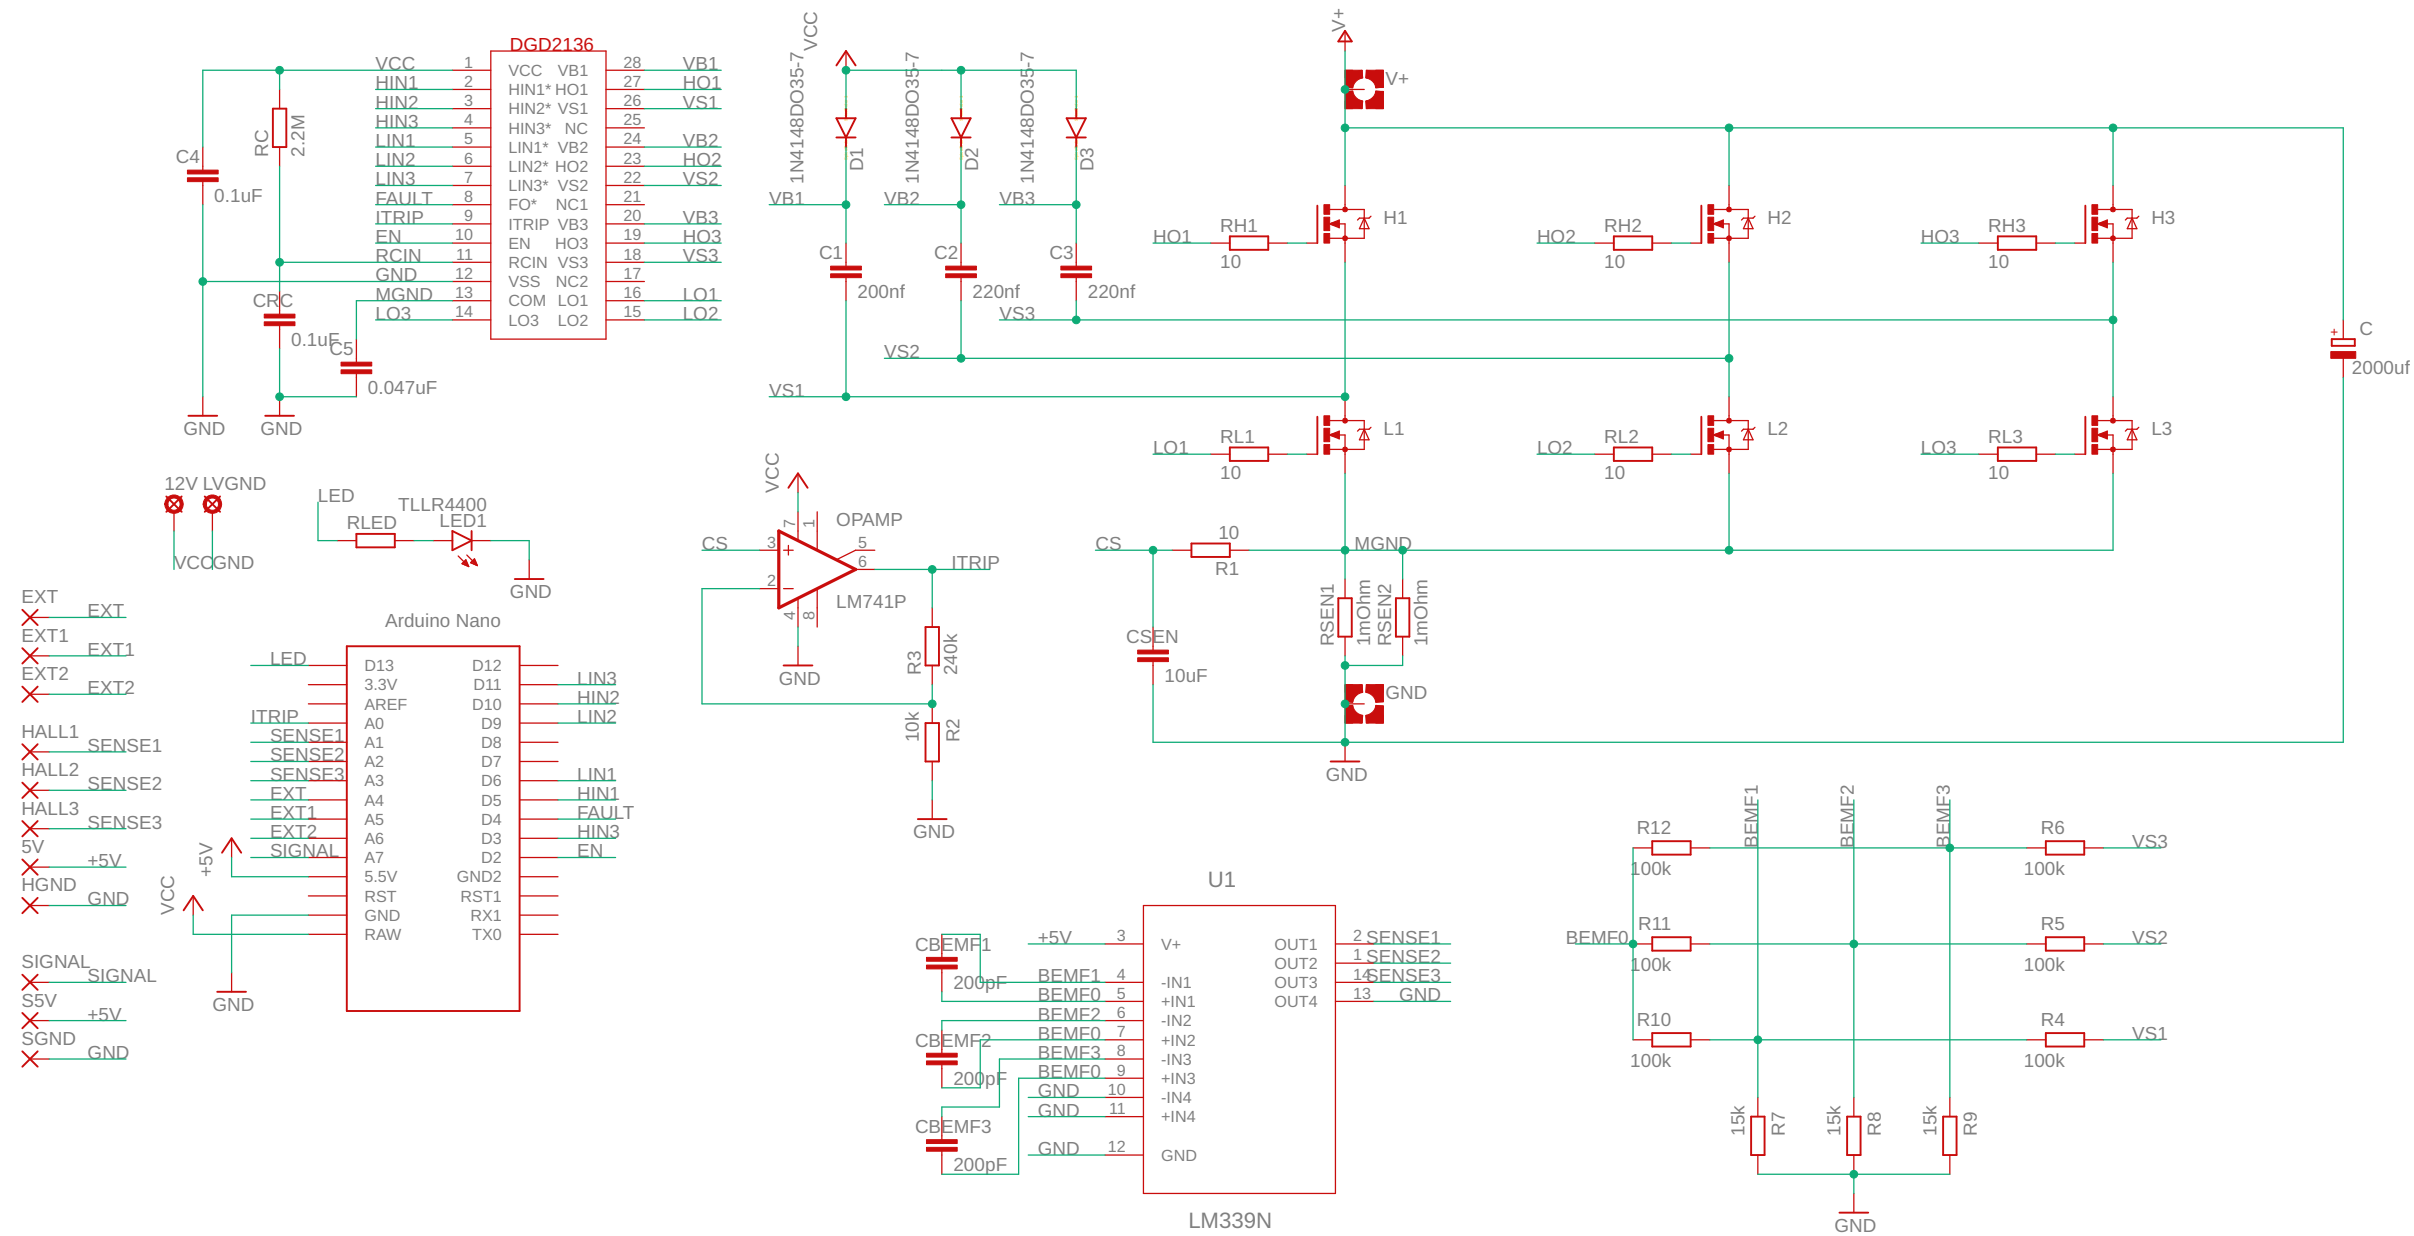 DGD2136
VCC 1 VCC VB1 28 VB1
HIN1 2 HIN1* HO1 27 HO1
HIN2 3 HIN2* VS1 26 VS1
HIN3 4 HIN3* NC 25
LIN1 5 LIN1* VB2 24 VB2
LIN2 6 LIN2* HO2 23 HO2
LIN3 7 LIN3* VS2 22 VS2
FAULT 8 FO* NC1 21
ITRIP 9 ITRIP VB3 20 VB3
EN 10 EN HO3 19 HO3
RCIN 11 RCIN VS3 18 VS3
GND 12 VSS NC2 17
MGND 13 COM LO1 16 LO1
LO3 14 LO3 LO2 15 LO2
RC
2.2M
C4
0.1uF
CRC
0.1uF
C5
0.047uF
GND
GND
VCC
1N4148DO35-7
D1
1N4148DO35-7
D2
1N4148DO35-7
D3
VB1
VB2
VB3
C1
200nf
C2
220nf
C3
220nf
VS3
VS2
VS1
V+
V+
HO1
RH1
10
H1
HO2
RH2
10
H2
HO3
RH3
10
H3
+
C
2000uf
LO1
RL1
10
L1
LO2
RL2
10
L2
LO3
RL3
10
L3
CS
10
R1
MGND
RSEN1
1mOhm
RSEN2
1mOhm
CSEN
10uF
GND
GND
12V LVGND
VCC
GND
LED
RLED
TLLR4400
LED1
GND
VCC
OPAMP
CS
3
2
7
1
4
8
5
6
LM741P
ITRIP
GND
R3
240k
10k
R2
GND
EXT
EXT
EXT1
EXT1
EXT2
EXT2
HALL1
SENSE1
HALL2
SENSE2
HALL3
SENSE3
5V
+5V
HGND
GND
SIGNAL
SIGNAL
S5V
+5V
SGND
GND
Arduino Nano
LED D13 D12
3.3V D11 LIN3
AREF D10 HIN2
ITRIP A0 D9 LIN2
SENSE1 A1 D8
SENSE2 A2 D7
SENSE3 A3 D6 LIN1
EXT A4 D5 HIN1
EXT1 A5 D4 FAULT
EXT2 A6 D3 HIN3
SIGNAL A7 D2 EN
+5V 5.5V GND2
RST RST1
GND RX1
VCC RAW TX0
GND
U1
+5V 3 V+ OUT1 2 SENSE1
OUT2 1 SENSE2
BEMF1 4 -IN1 OUT3 14 SENSE3
BEMF0 5 +IN1 OUT4 13 GND
BEMF2 6 -IN2
BEMF0 7 +IN2
BEMF3 8 -IN3
BEMF0 9 +IN3
GND 10 -IN4
GND 11 +IN4
GND 12 GND
LM339N
CBEMF1
200pF
CBEMF2
200pF
CBEMF3
200pF
BEMF1
BEMF2
BEMF3
R12
100k
R6
100k
VS3
BEMF0
R11
100k
R5
100k
VS2
R10
100k
R4
100k
VS1
15k
R7
15k
R8
15k
R9
GND